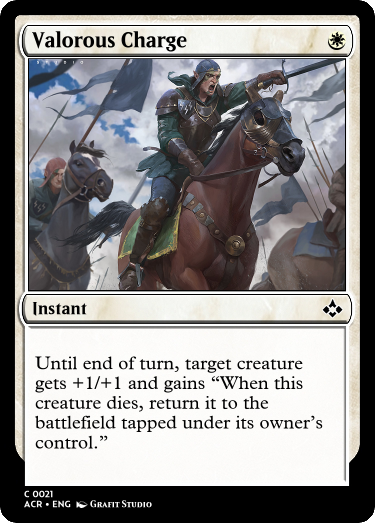 Valorous Charge
Instant
Until end of turn, target creature
gets +1/+1 and gains “When this
creature dies, return it to the
battlefield tapped under its owner’s
control.”
C 0021
ACR • ENG Grafit Studio